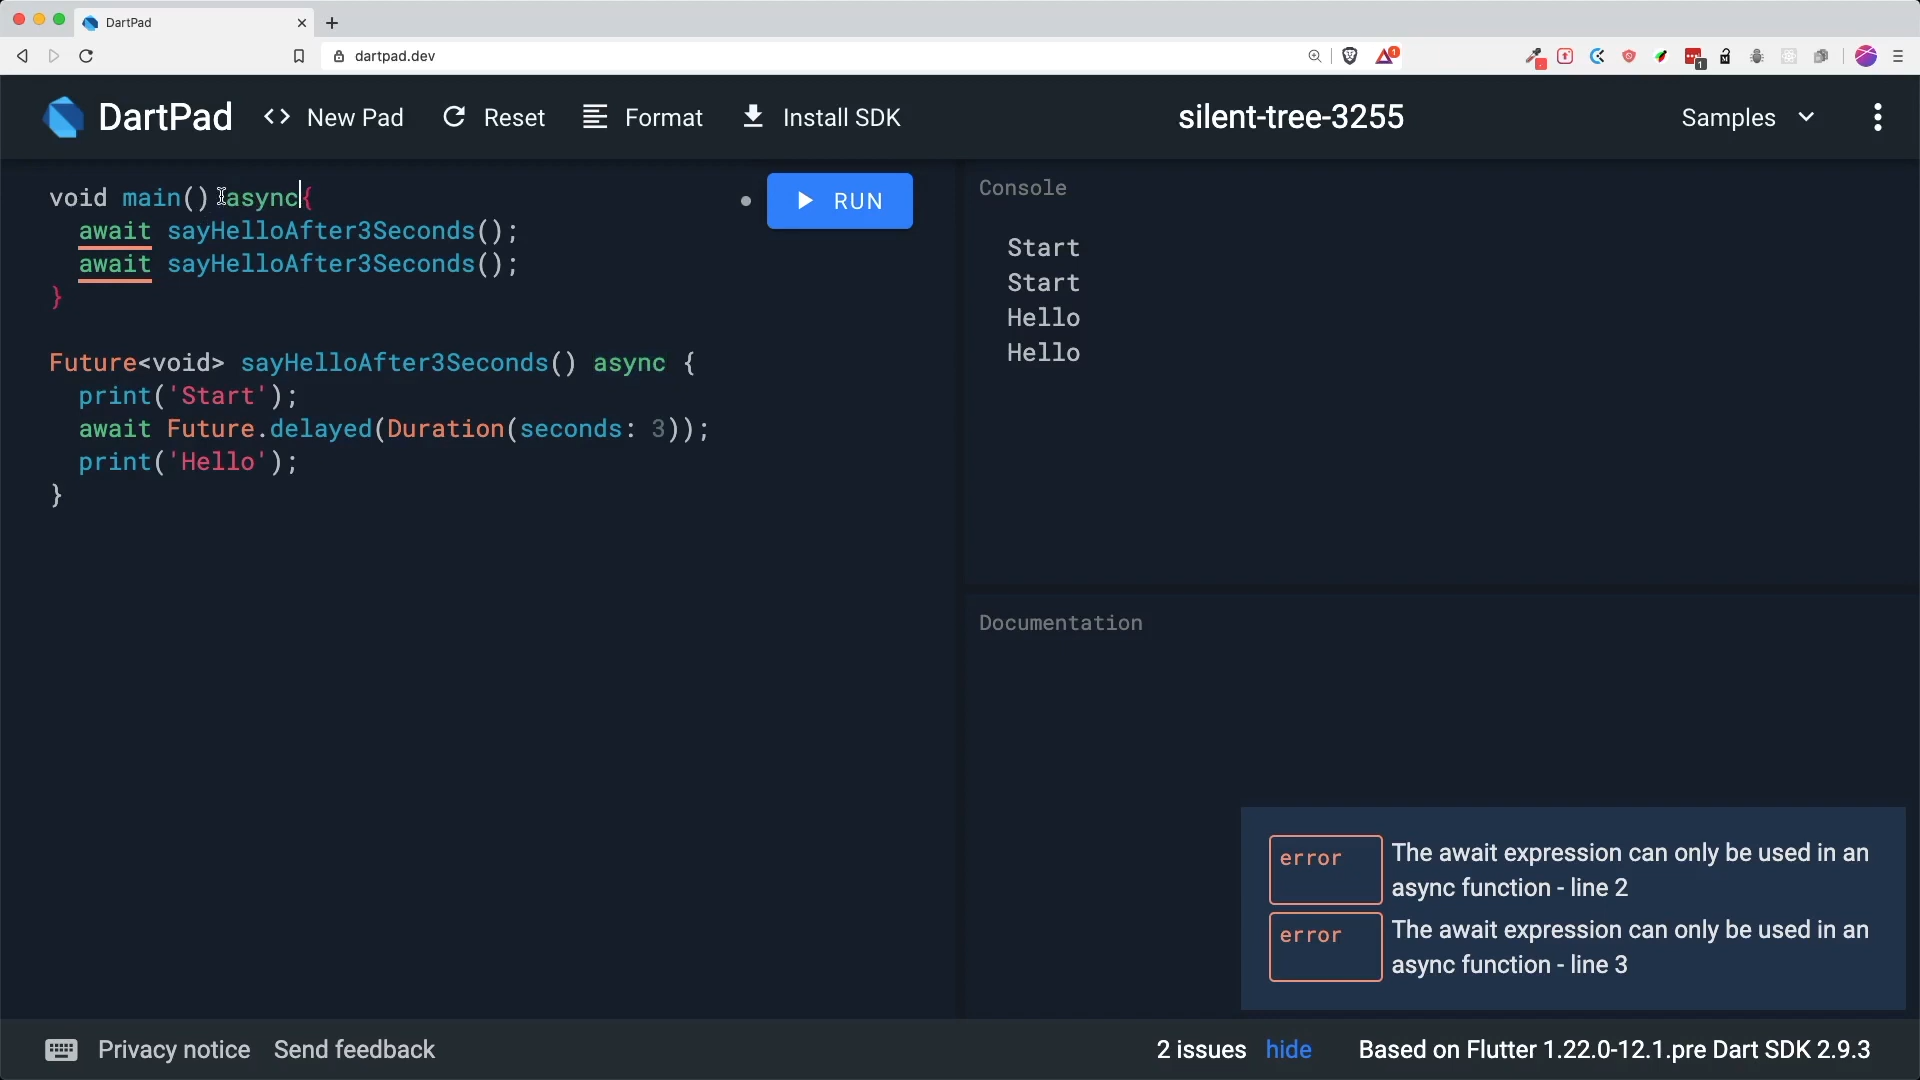 DartPad
dartpad.dev
1
1
DartPad
<> New Pad
Reset
Format
Install SDK
silent-tree-3255
Samples
void main() async{
  await sayHelloAfter3Seconds();
  await sayHelloAfter3Seconds();
}
Future<void> sayHelloAfter3Seconds() async {
  print('Start');
  await Future.delayed(Duration(seconds: 3));
  print('Hello');
}
RUN
Console
Start
Start
Hello
Hello
Documentation
error The await expression can only be used in an
async function - line 2
error The await expression can only be used in an
async function - line 3
Privacy notice
Send feedback
2 issues hide
Based on Flutter 1.22.0-12.1.pre Dart SDK 2.9.3